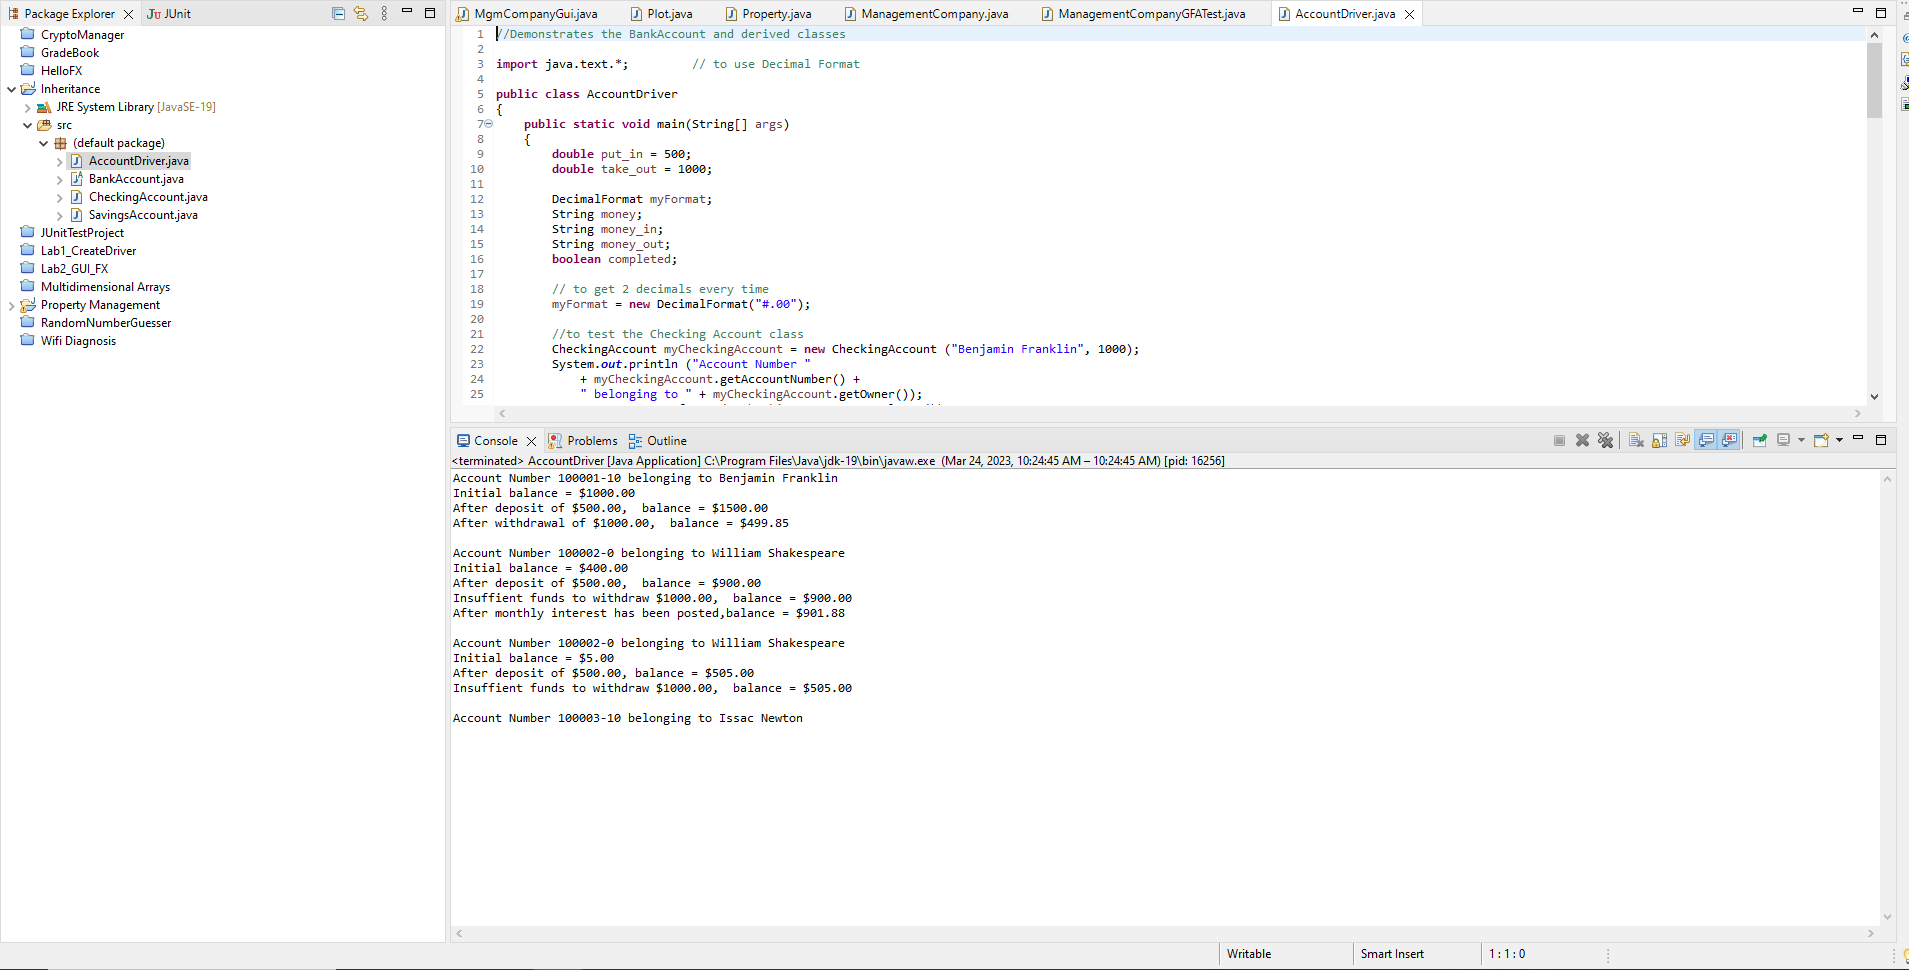 Package Explorer
JUnit
CryptoManager
GradeBook
HelloFX
Inheritance
JRE System Library [JavaSE-19]
src
(default package)
AccountDriver.java
BankAccount.java
CheckingAccount.java
SavingsAccount.java
JUnitTestProject
Lab1_CreateDriver
Lab2_GUI_FX
Multidimensional Arrays
Property Management
RandomNumberGuesser
Wifi Diagnosis
MgmCompanyGui.java Plot.java Property.java ManagementCompany.java ManagementCompanyGFATest.java AccountDriver.java
1 //Demonstrates the BankAccount and derived classes
2
3 import java.text.*; // to use Decimal Format
4
5 public class AccountDriver
6 {
7 public static void main(String[] args)
8 {
9 double put_in = 500;
10 double take_out = 1000;
11
12 DecimalFormat myFormat;
13 String money;
14 String money_in;
15 String money_out;
16 boolean completed;
17
18 // to get 2 decimals every time
19 myFormat = new DecimalFormat("#.00");
20
21 //to test the Checking Account class
22 CheckingAccount myCheckingAccount = new CheckingAccount ("Benjamin Franklin", 1000);
23 System.out.println ("Account Number "
24 + myCheckingAccount.getAccountNumber() +
25 " belonging to " + myCheckingAccount.getOwner());
Console Problems Outline
<terminated> AccountDriver [Java Application] C:\Program Files\Java\jdk-19\bin\javaw.exe (Mar 24, 2023, 10:24:45 AM – 10:24:45 AM) [pid: 16256]
Account Number 100001-10 belonging to Benjamin Franklin
Initial balance = $1000.00
After deposit of $500.00,  balance = $1500.00
After withdrawal of $1000.00,  balance = $499.85
Account Number 100002-0 belonging to William Shakespeare
Initial balance = $400.00
After deposit of $500.00,  balance = $900.00
Insuffient funds to withdraw $1000.00,  balance = $900.00
After monthly interest has been posted,balance = $901.88
Account Number 100002-0 belonging to William Shakespeare
Initial balance = $5.00
After deposit of $500.00, balance = $505.00
Insuffient funds to withdraw $1000.00,  balance = $505.00
Account Number 100003-10 belonging to Issac Newton
Writable Smart Insert 1 : 1 : 0